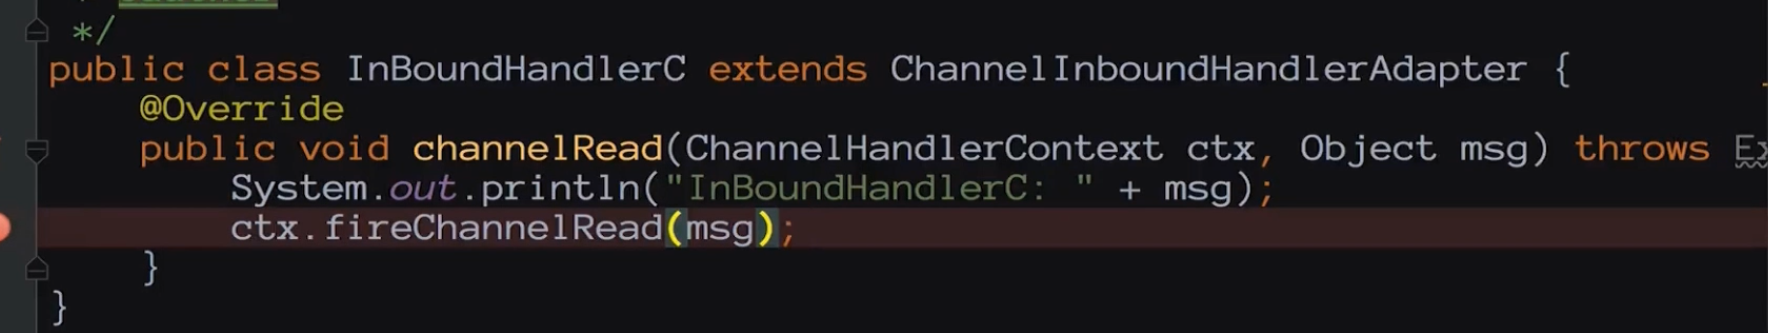 */
public class InBoundHandlerC extends ChannelInboundHandlerAdapter {
@Override
public void channelRead(ChannelHandlerContext ctx, Object msg) throws
System.out.println("InBoundHandlerC: " + msg);
ctx.fireChannelRead(msg);
}
}